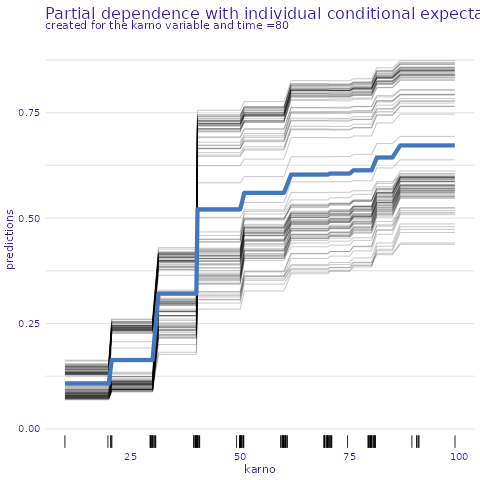 Partial dependence with individual conditional expecta
created for the karno variable and time =80
predictions
0.75
0.50
0.25
0.00
25 50 75 100
karno